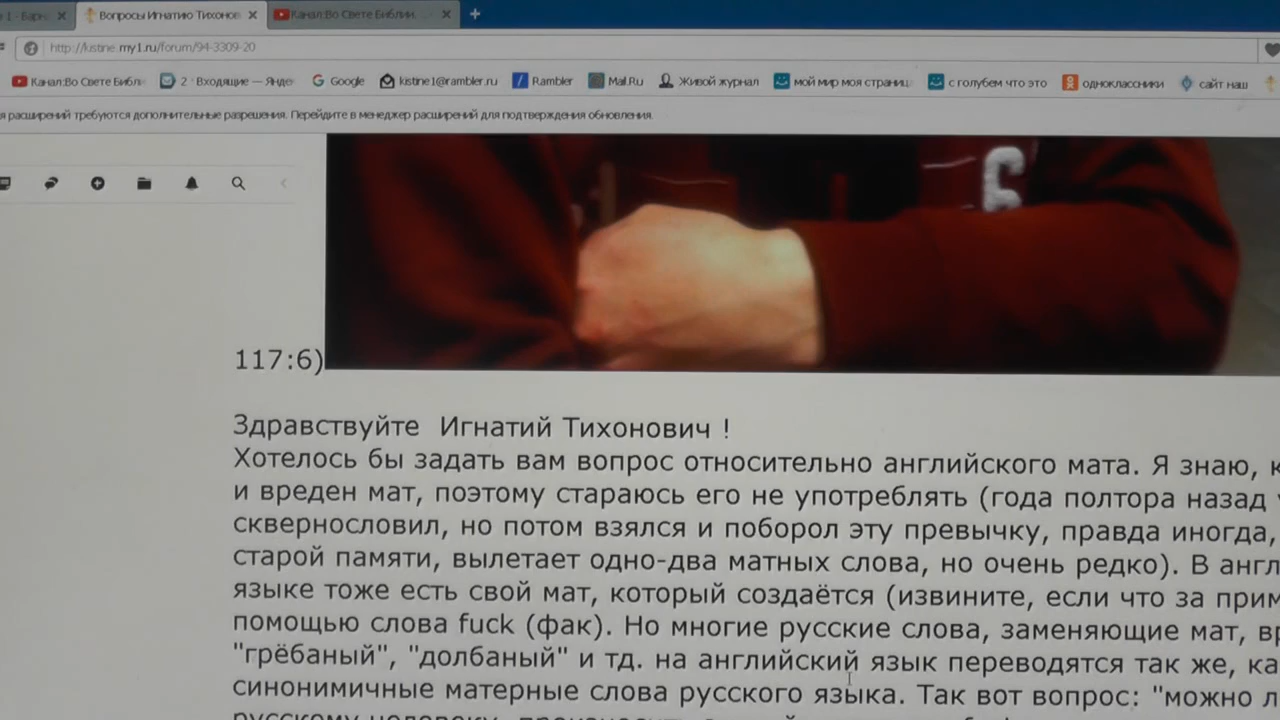 Вопросы Игнатию Тихонов
Канал:Во Свете Библии.
http://iustine.my1.ru/forum/94-3309-20
Канал:Во Свете Библ 2 · Входящие — Янде Google kistine1@rambler.ru Rambler Mail.Ru Живой журнал мой мир моя страниц с голубем что это одноклассники сайт наш
расширений требуются дополнительные разрешения. Перейдите в менеджер расширений для подтверждения обновления.
6
117:6)
Здравствуйте Игнатий Тихонович !
Хотелось бы задать вам вопрос относительно английского мата. Я знаю, к
и вреден мат, поэтому стараюсь его не употреблять (года полтора назад
сквернословил, но потом взялся и поборол эту превычку, правда иногда,
старой памяти, вылетает одно-два матных слова, но очень редко). В англ
языке тоже есть свой мат, который создаётся (извините, если что за прим
помощью слова fuck (фак). Но многие русские слова, заменяющие мат, вр
"грёбаный", "долбаный" и тд. на английский язык переводятся так же, ка
синонимичные матерные слова русского языка. Так вот вопрос: "можно л